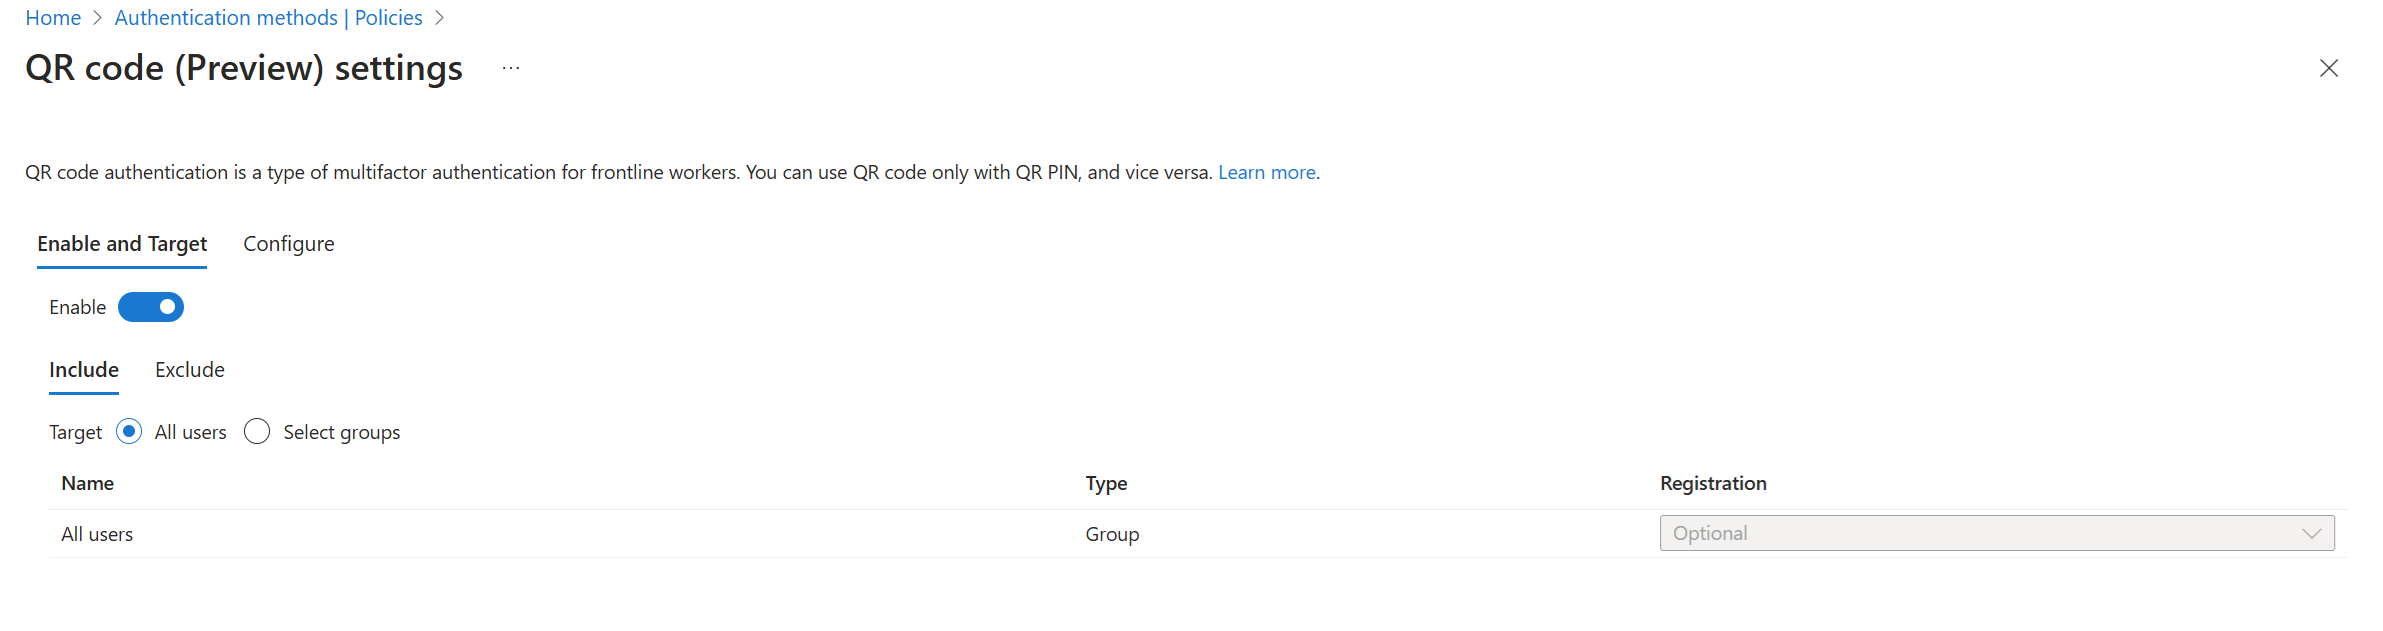 Home > Authentication methods | Policies >
QR code (Preview) settings ...
QR code authentication is a type of multifactor authentication for frontline workers. You can use QR code only with QR PIN, and vice versa. Learn more.
Enable and Target Configure
Enable
Include Exclude
Target All users Select groups
Name Type Registration
All users Group Optional